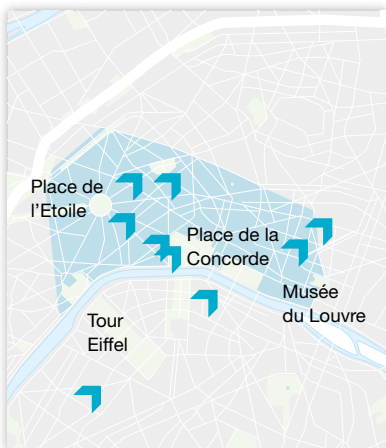 Place de
l'Etoile
Place de la
Concorde
Musée
du Louvre
Tour
Eiffel